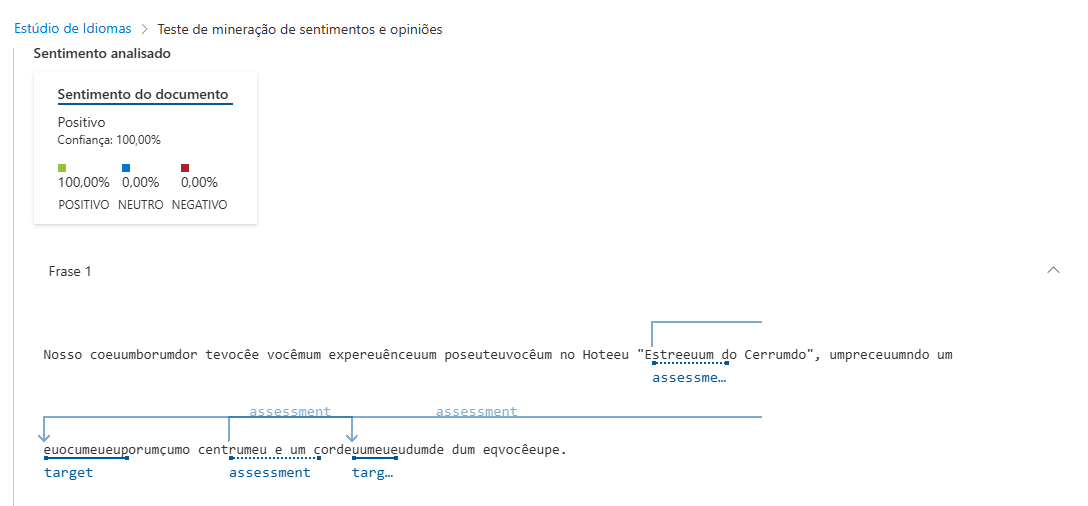 Estúdio de Idiomas > Teste de mineração de sentimentos e opiniões
Sentimento analisado
Sentimento do documento
Positivo
Confiança: 100,00%
100,00% 0,00% 0,00%
POSITIVO NEUTRO NEGATIVO
Frase 1
Nosso coeuumborumdor tevocêe vocêmum expereuênceuum poseuteuvocêum no Hoteeu "Estreeuum do Cerrumdo", umpreceuumndo um
assessme…
assessment assessment
euocumeueuporumçumo centrumeu e um cordeuumeueudumde dum eqvocêeupe.
target assessment targ…